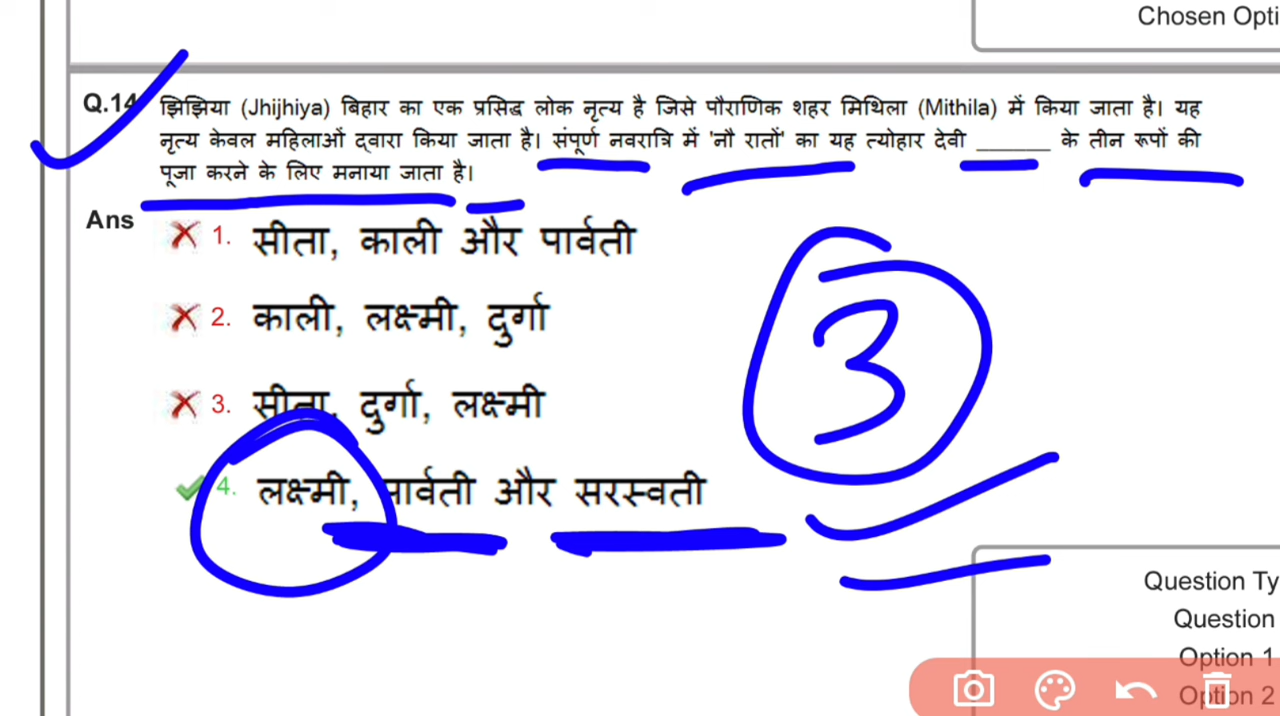 Chosen Opti
Q.14 झिझिया (Jhijhiya) बिहार का एक प्रसिद्ध लोक नृत्य है जिसे पौराणिक शहर मिथिला (Mithila) में किया जाता है। यह
नृत्य केवल महिलाओं द्वारा किया जाता है। संपूर्ण नवरात्रि में 'नौ रातों' का यह त्योहार देवी _______ के तीन रूपों की
पूजा करने के लिए मनाया जाता है।
Ans 1. सीता, काली और पार्वती
2. काली, लक्ष्मी, दुर्गा
3. सीता, दुर्गा, लक्ष्मी
4. लक्ष्मी, पार्वती और सरस्वती
3
Question Ty
Question
Option 1
Option 2